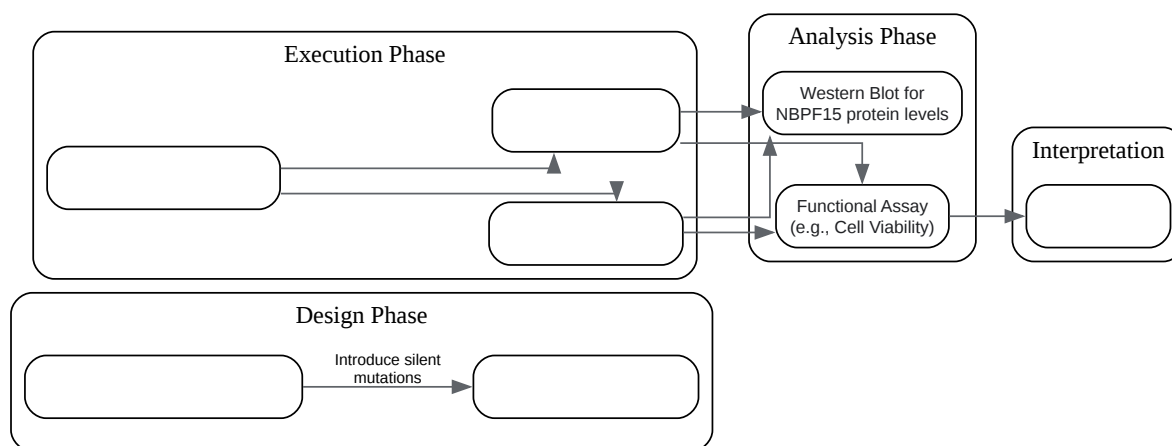 Execution Phase
Analysis Phase
Western Blot for
NBPF15 protein levels
Interpretation
Functional Assay
(e.g., Cell Viability)
Design Phase
Introduce silent
mutations